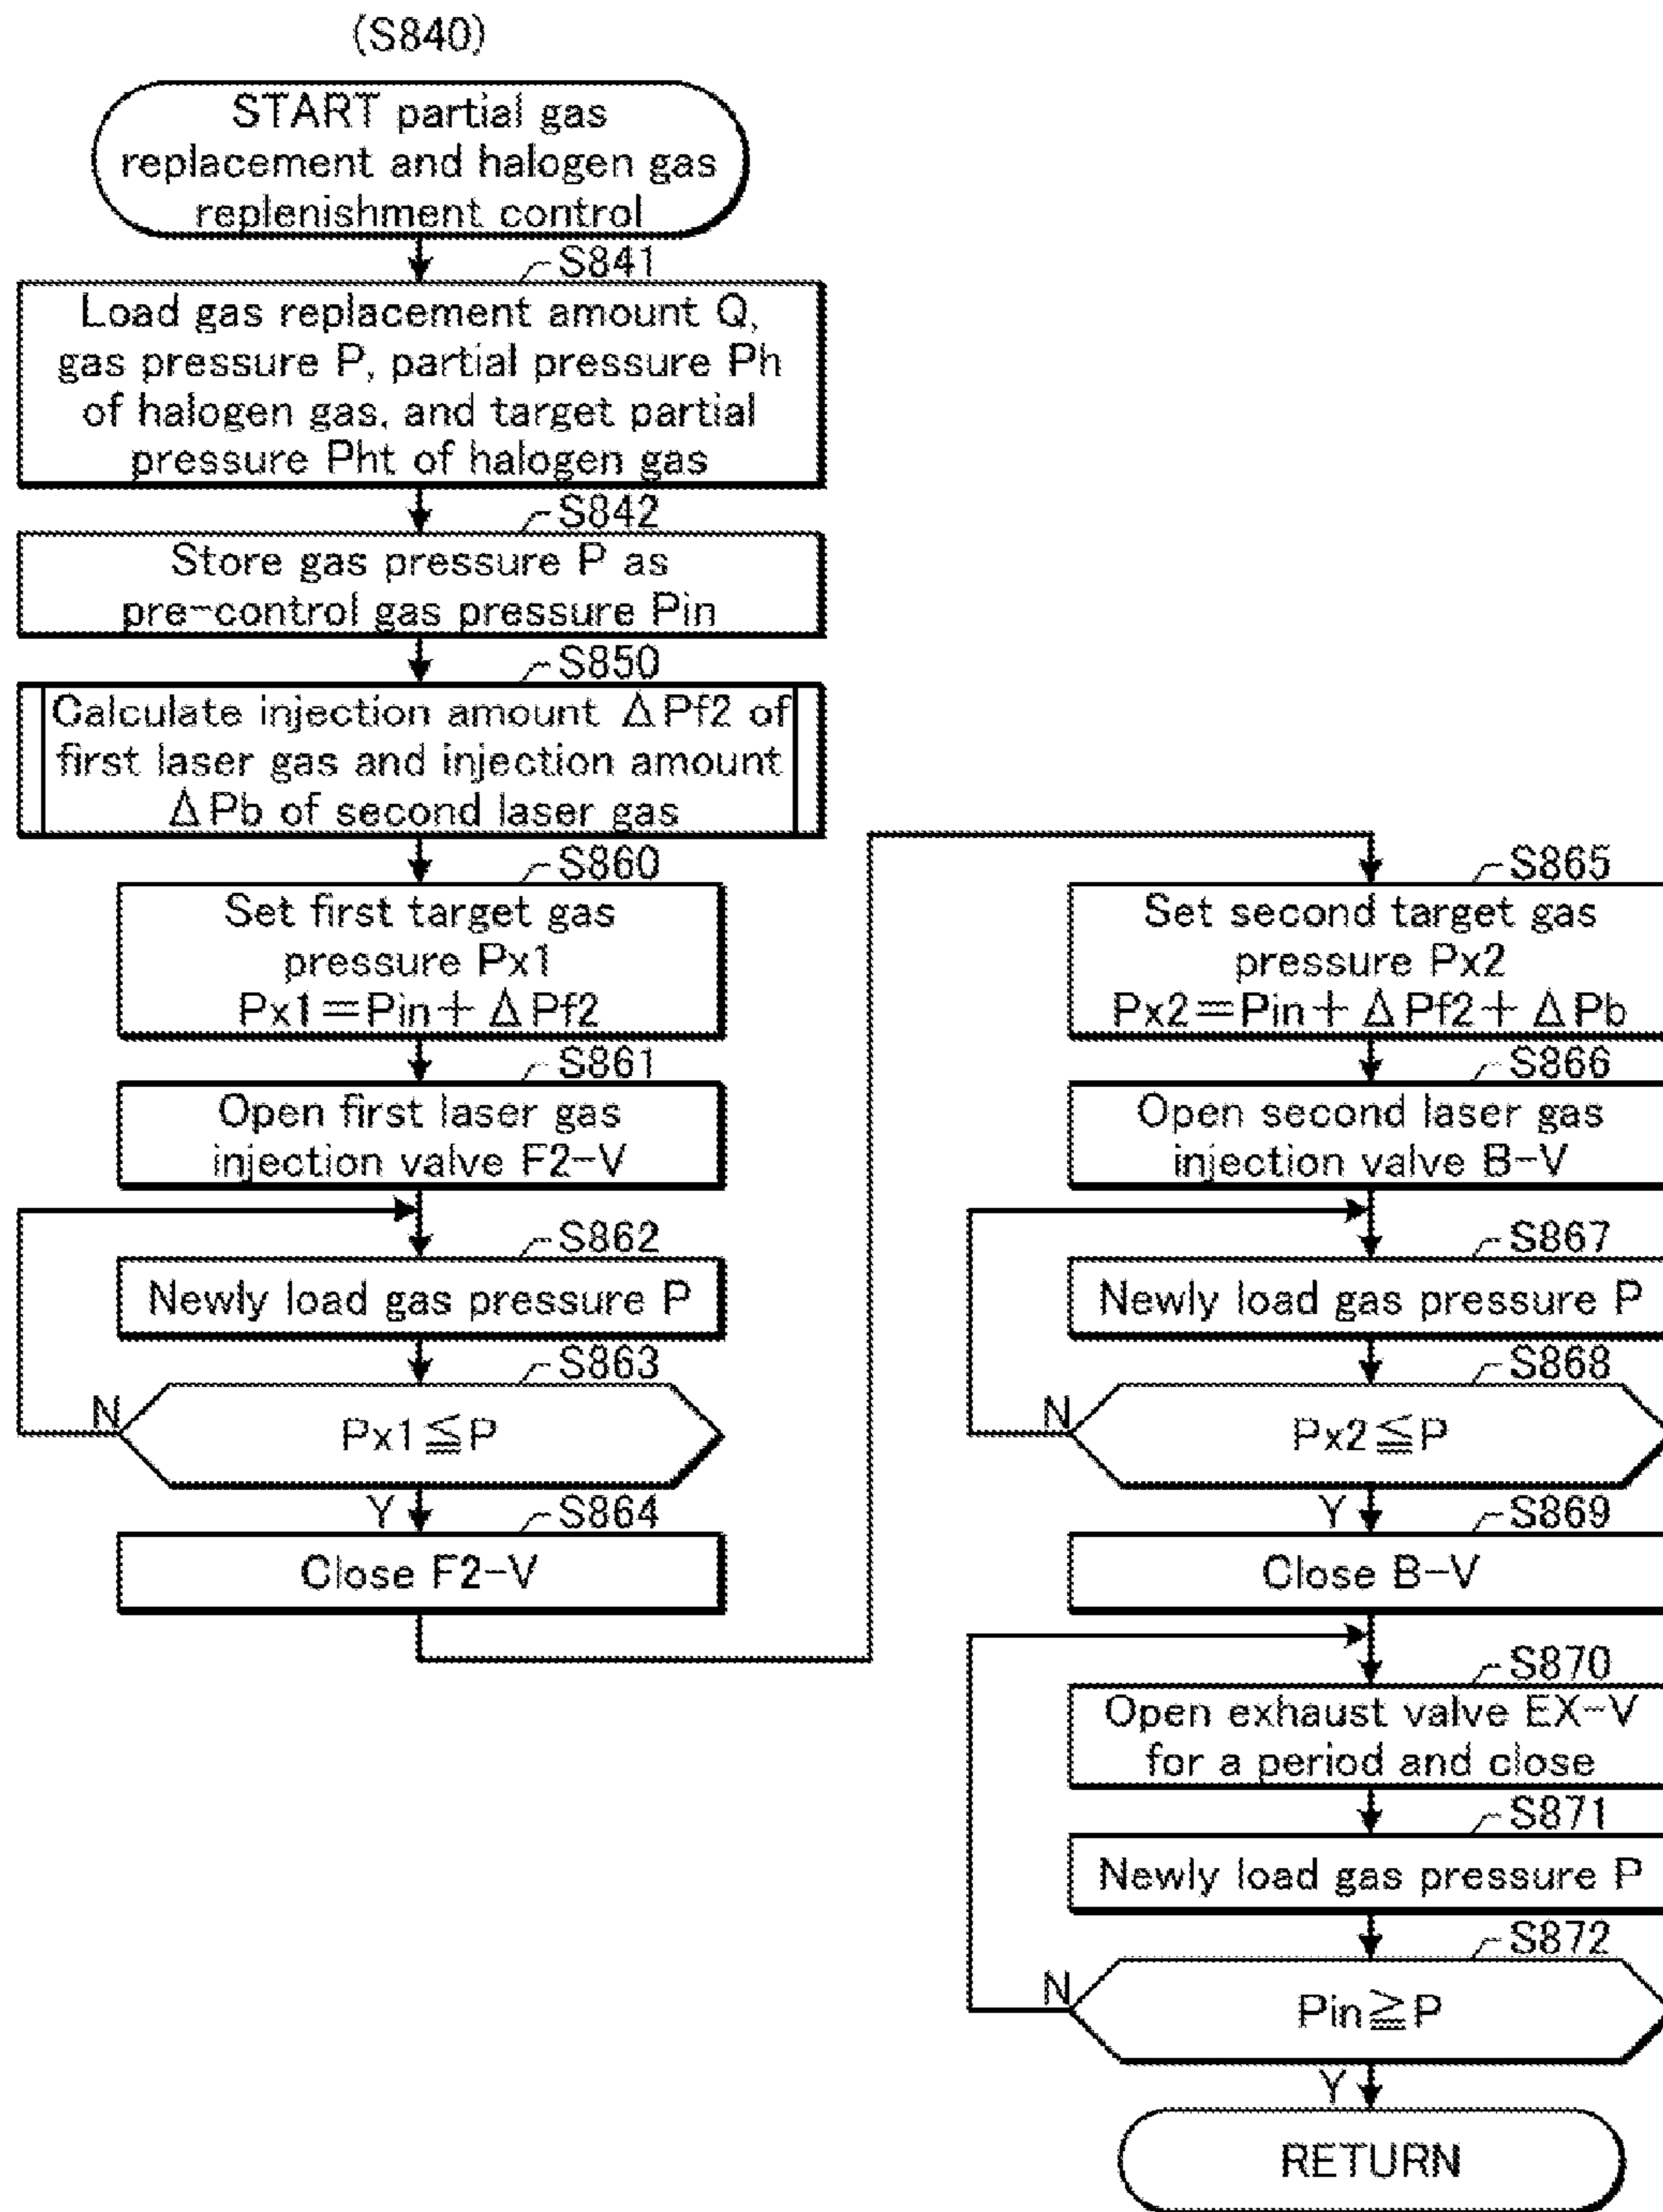 (S840)
START partial gas
replacement and halogen gas
replenishment control
S841
Load gas replacement amount Q,
gas pressure P, partial pressure Ph
of halogen gas, and target partial
pressure Pht of halogen gas
S842
Store gas pressure P as
pre-control gas pressure Pin
S850
Calculate injection amount ΔPf2 of
first laser gas and injection amount
ΔPb of second laser gas
S860
Set first target gas
pressure Px1
Px1=Pin+ΔPf2
S861
Open first laser gas
injection valve F2-V
S862
Newly load gas pressure P
S863
N
Px1≦P
Y
S864
Close F2-V
S865
Set second target gas
pressure Px2
Px2=Pin+ΔPf2+ΔPb
S866
Open second laser gas
injection valve B-V
S867
Newly load gas pressure P
S868
N
Px2≦P
Y
S869
Close B-V
S870
Open exhaust valve EX-V
for a period and close
S871
Newly load gas pressure P
S872
N
Pin≧P
Y
RETURN